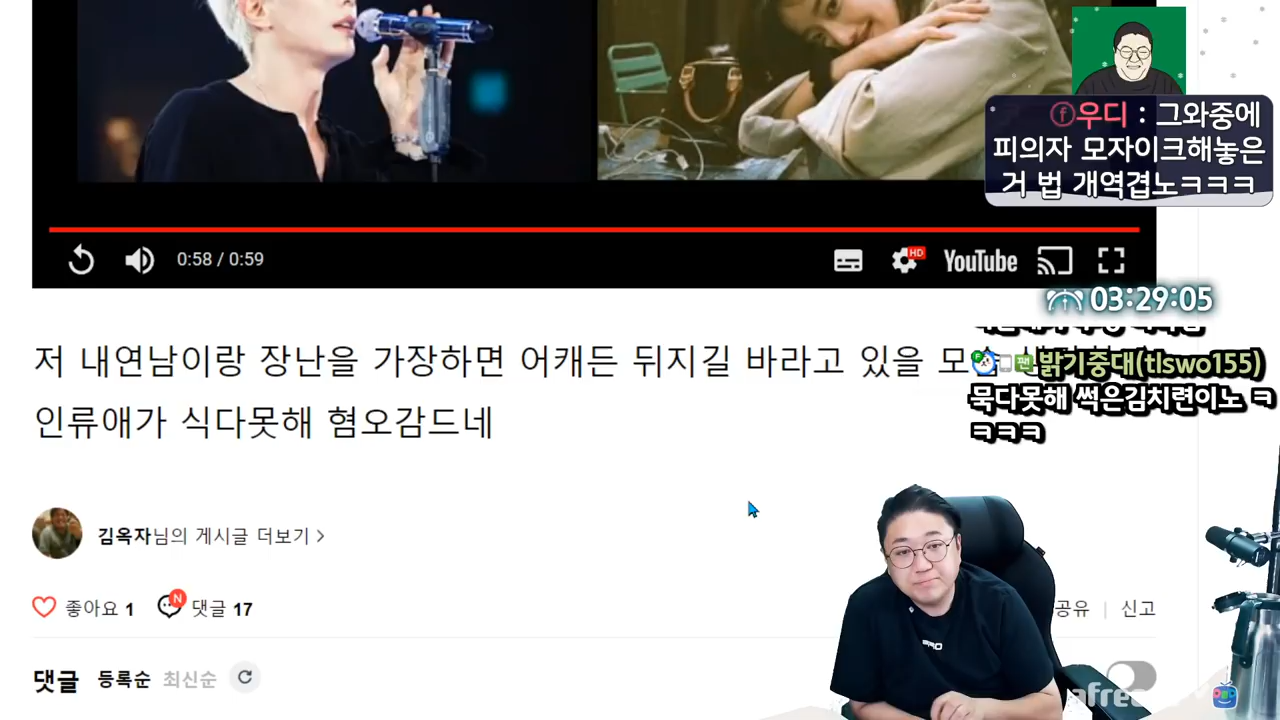 ⓕ우디 : 그와중에
피의자 모자이크해놓은
거 법 개역겹노ㅋㅋㅋ
0:58 / 0:59
HD
YouTube
03:29:05
저 내연남이랑 장난을 가장하면 어캐든 뒤지길 바라고 있을
인류애가 식다못해 혐오감드네
F 팬 밝기중대(tlswo155)
묵다못해 썩은김치련이노 ㅋ
ㅋㅋㅋㅋ
김옥자님의 게시글 더보기 >
좋아요 1 N 댓글 17
공유 | 신고
댓글 등록순 최신순